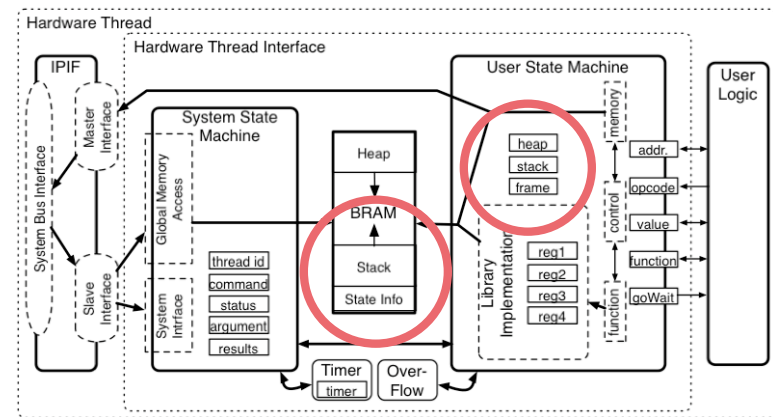 Hardware Thread
Hardware Thread Interface
IPIF
System Bus Interface
Master
Interface
Slave
Interface
System State
Machine
Global Memory
Access
System
Intrface
thread id
command
status
argument
results
Heap
BRAM
Stack
State Info
Timer
timer
Over-
Flow
User State Machine
heap
stack
frame
Library
Implementation
reg1
reg2
reg3
reg4
memory
control
function
addr.
opcode
value
function
goWait
User
Logic